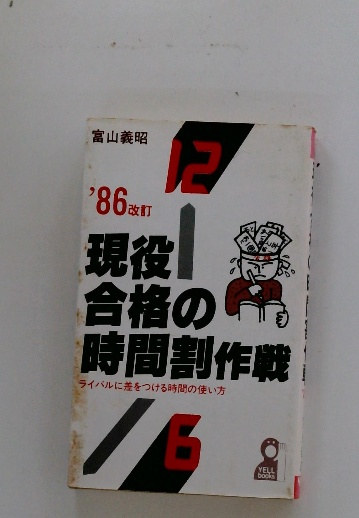 富山義昭
12
'86改訂
現役
合格の
時間割作戦
ライバルに差をつける時間の使い方
6
YELL
books